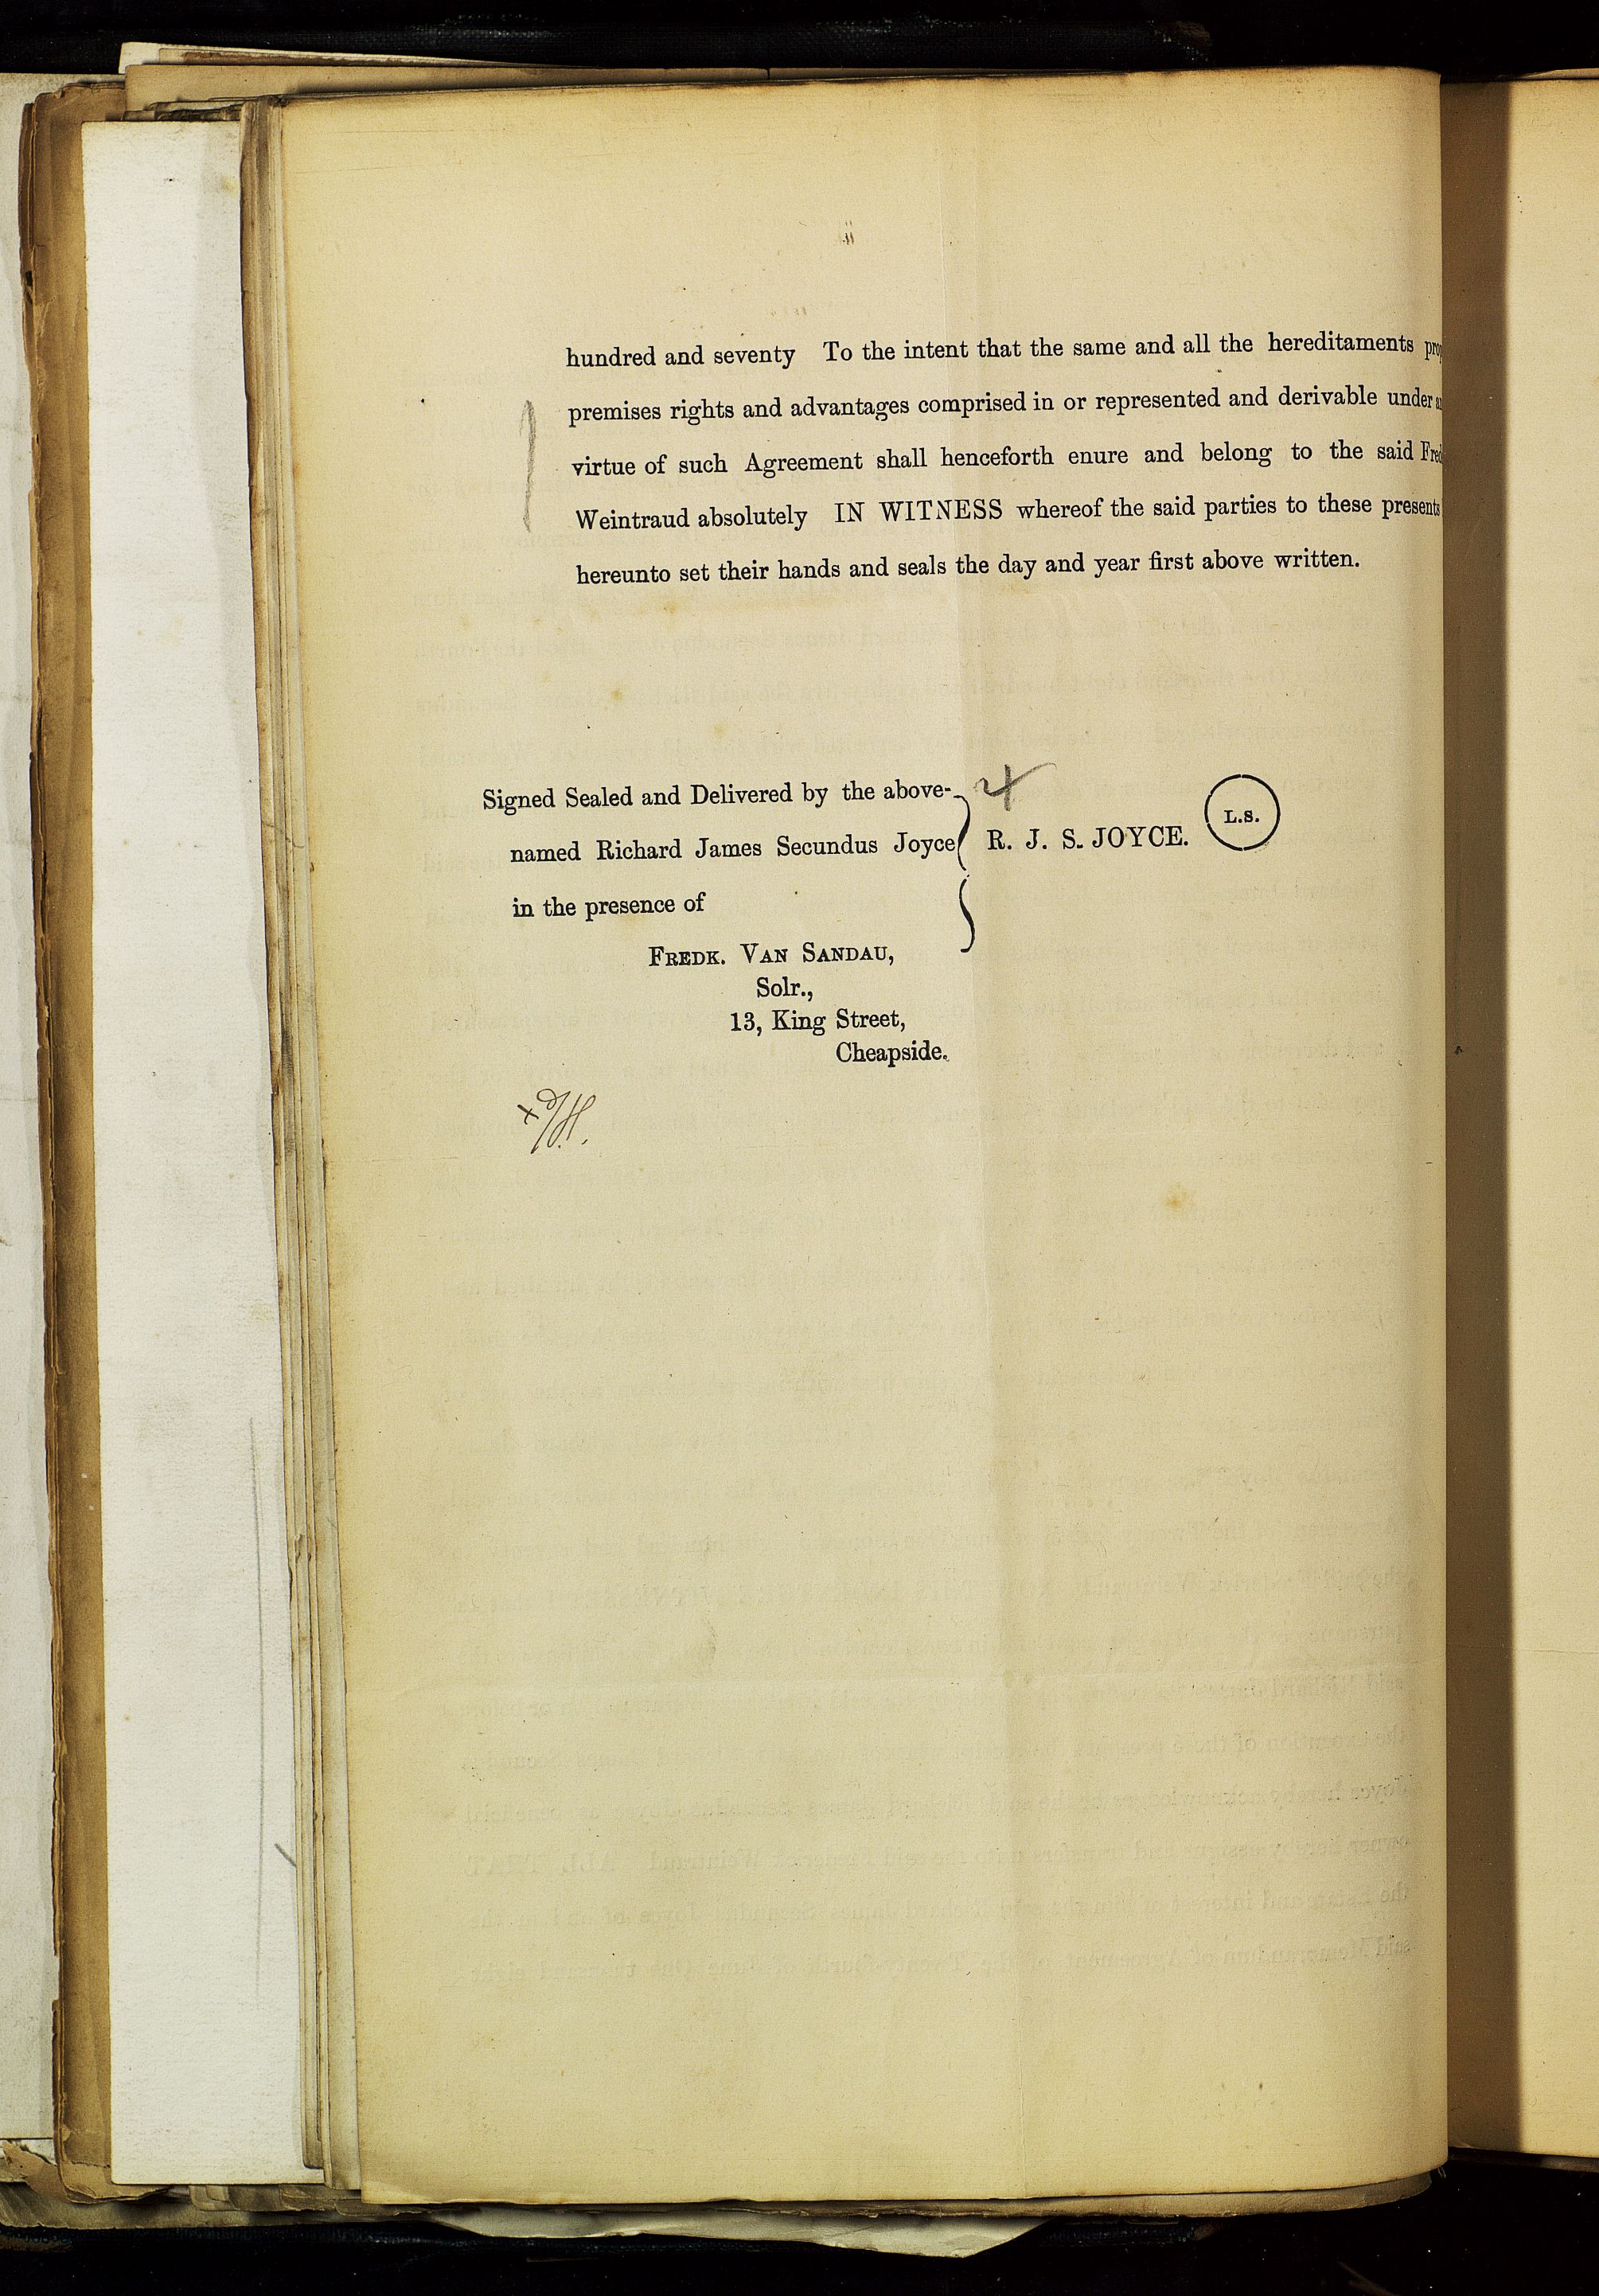 ii
hundred and seventy To the intent that the same and all the hereditaments
premises rights and advantages comprised in or represented and derivable under
virtue of such Agreement shall henceforth enure and belong to the said Fred
Weintraud absolutely IN WITNESS whereof the said parties to these presents
hereunto set their hands and seals the day and year first above written.
Signed Sealed and Delivered by the above-
named Richard James Secundus Joyce
R. J. S. JOYCE.
L.S.
in the presence of
FREDK. VAN SANDAU,
Solr.,
13, King Street,
Cheapside.